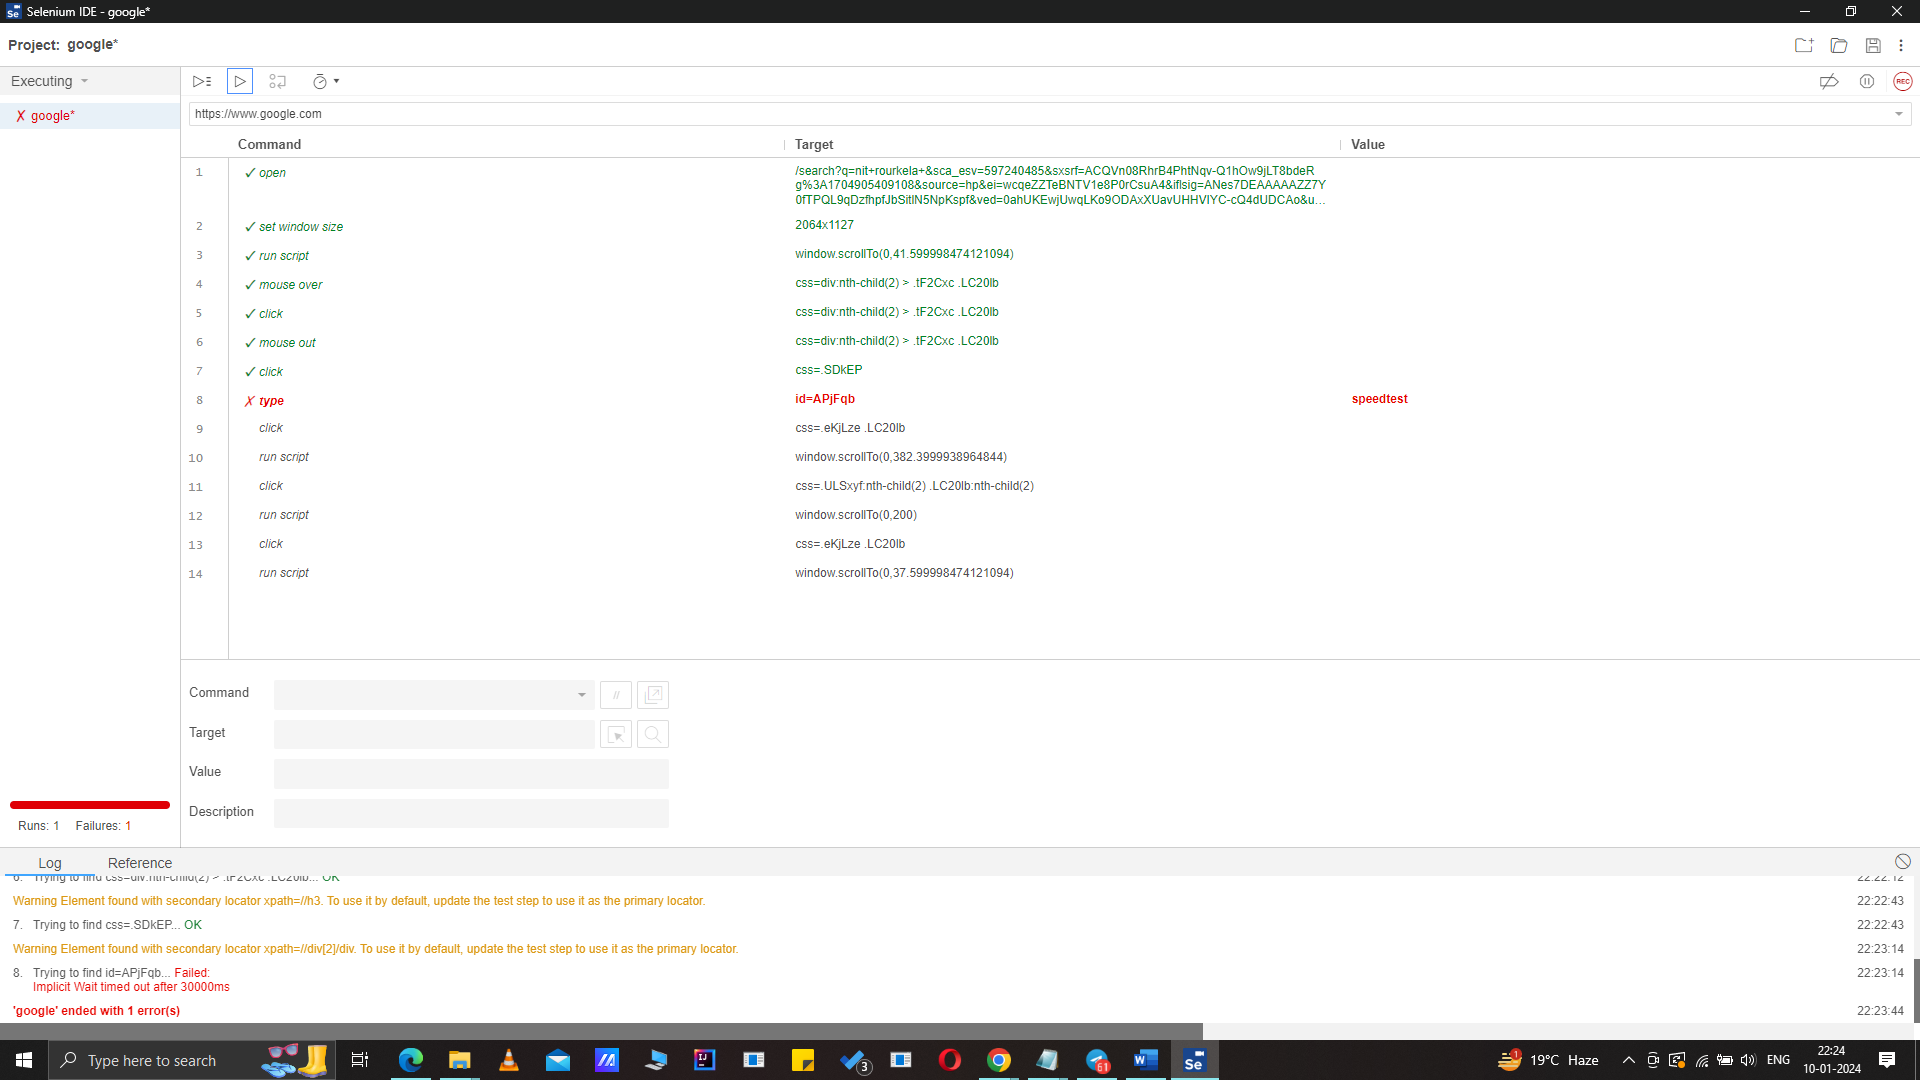 Selenium IDE - google*
Project: google*
Executing
google*
https://www.google.com
Command Target Value
1 ✓ open /search?q=nit+rourkela+&sca_esv=597240485&sxsrf=ACQVn08RhrB4PhtNqv-Q1hOw9jLT8bdeR
g%3A1704905409108&source=hp&ei=wcqeZZTeBNTV1e8P0rCsuA4&iflsig=ANes7DEAAAAAZZ7Y
0fTPQL9qDzfhpfJbSitlN5NpKspf&ved=0ahUKEwjUwqLKo9ODAxXUavUHHVIYC-cQ4dUDCAo&u...
2 ✓ set window size 2064x1127
3 ✓ run script window.scrollTo(0,41.599998474121094)
4 ✓ mouse over css=div:nth-child(2) > .tF2Cxc .LC20lb
5 ✓ click css=div:nth-child(2) > .tF2Cxc .LC20lb
6 ✓ mouse out css=div:nth-child(2) > .tF2Cxc .LC20lb
7 ✓ click css=.SDkEP
8 ✗ type id=APjFqb speedtest
9 click css=.eKjLze .LC20lb
10 run script window.scrollTo(0,382.3999938964844)
11 click css=.ULSxyf:nth-child(2) .LC20lb:nth-child(2)
12 run script window.scrollTo(0,200)
13 click css=.eKjLze .LC20lb
14 run script window.scrollTo(0,37.599998474121094)
Command //
Target
Value
Description
Runs: 1 Failures: 1
REC
Log Reference
6. Trying to find css=div:nth-child(2) > .tF2Cxc .LC20lb... OK 22:22:12
Warning Element found with secondary locator xpath=//h3. To use it by default, update the test step to use it as the primary locator. 22:22:43
7. Trying to find css=.SDkEP... OK 22:22:43
Warning Element found with secondary locator xpath=//div[2]/div. To use it by default, update the test step to use it as the primary locator. 22:23:14
8. Trying to find id=APjFqb... Failed: 22:23:14
Implicit Wait timed out after 30000ms
'google' ended with 1 error(s) 22:23:44
Type here to search
3
61
1
19°C Haze
ENG
22:24
10-01-2024